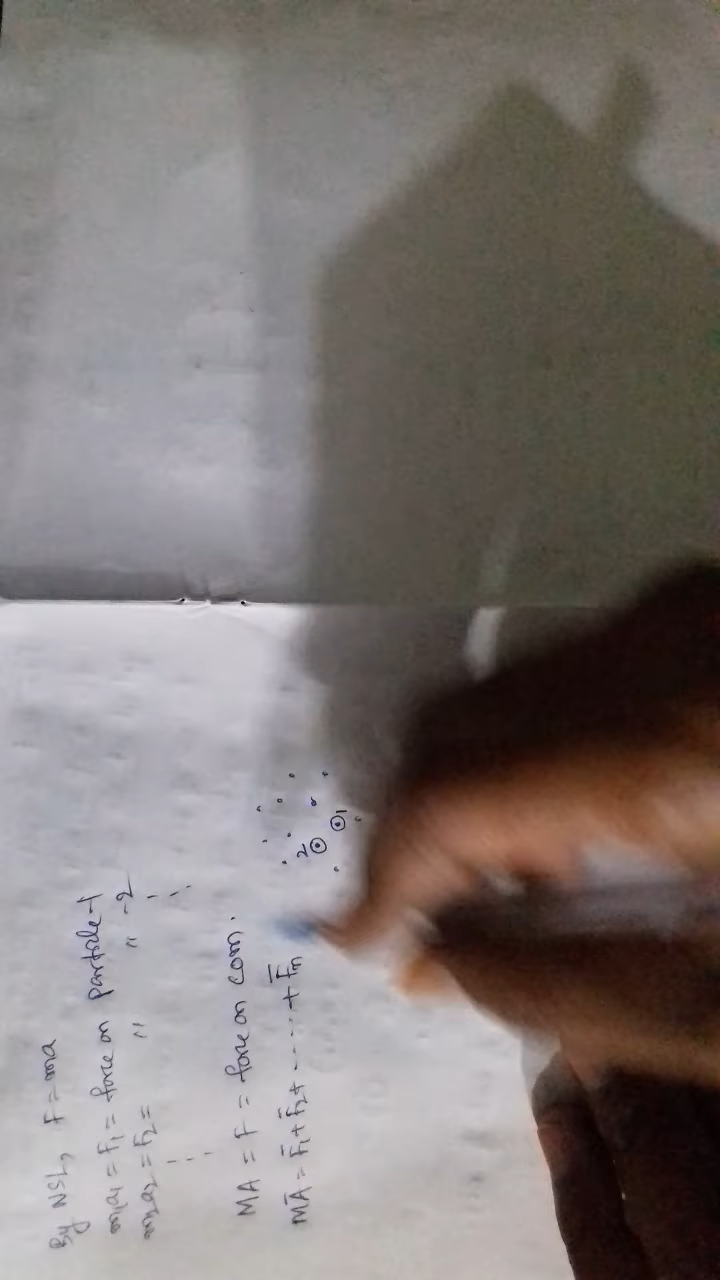 By NSL, F = ma
m₁a₁ = F₁ = force on particle-1
m₂a₂ = F₂ = " " -2
MA = F = force on com.
MA̅ = F̅₁ + F̅₂ + ..... + F̅n
2
1